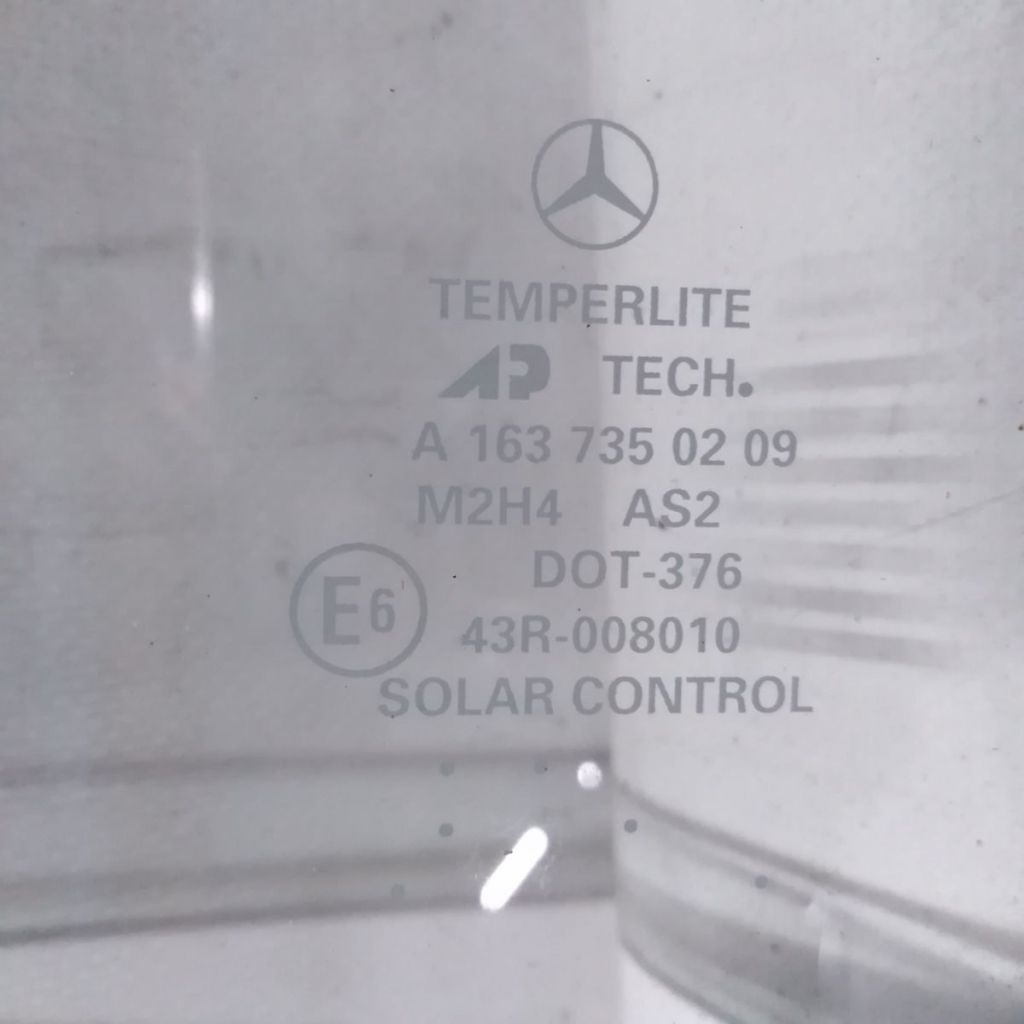 TEMPERLITE
AP TECH.
A 163 735 02 09
M2H4 AS2
DOT-376
E6 43R-008010
SOLAR CONTROL